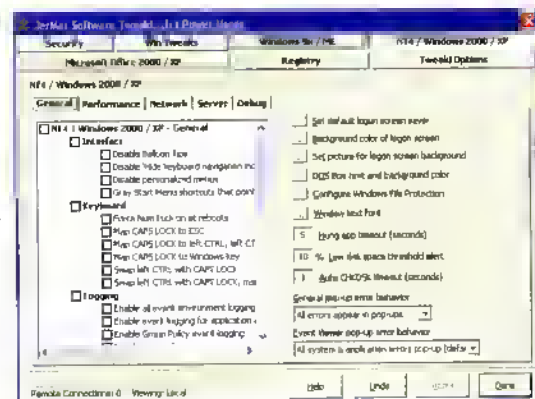 JerMar Software TweakI... for Power Users
Security Win Tweaks Windows 9x / ME NT4 / Windows 2000 / XP
Microsoft Office 2000 / XP Registry TweakI Options
NT4 / Windows 2000 / XP
General Performance Network Server Debug
NT4 / Windows 2000 / XP - General
Interface
Disable Balloon Tips
Disable 'Hide keyboard navigation inc
Disable personalized menus
Gray Start Menu shortcuts that point
Keyboard
Force Num Lock on at reboots
Map CAPS LOCK to ESC
Map CAPS LOCK to left CTRL, left CT
Map CAPS LOCK to Windows key
Swap left CTRL with CAPS LOCK
Swap left CTRL with CAPS LOCK, map
Logging
Enable all event environment logging
Enable event logging for application
Enable Group Policy event logging
Set default logon screen saver
Background color of logon screen
Set picture for logon screen background
DOS Box text and background color
Configure Windows File Protection
Window text font
5 Hung app timeout (seconds)
10 % Low disk space threshold alert
Auto CHKDSK timeout (seconds)
General pop-up error behavior
All errors appear in pop-ups
Event Viewer pop-up error behavior
All system & application errors pop-up (defau
Remote Connections: 0 Viewing: Local
Help Undo Done